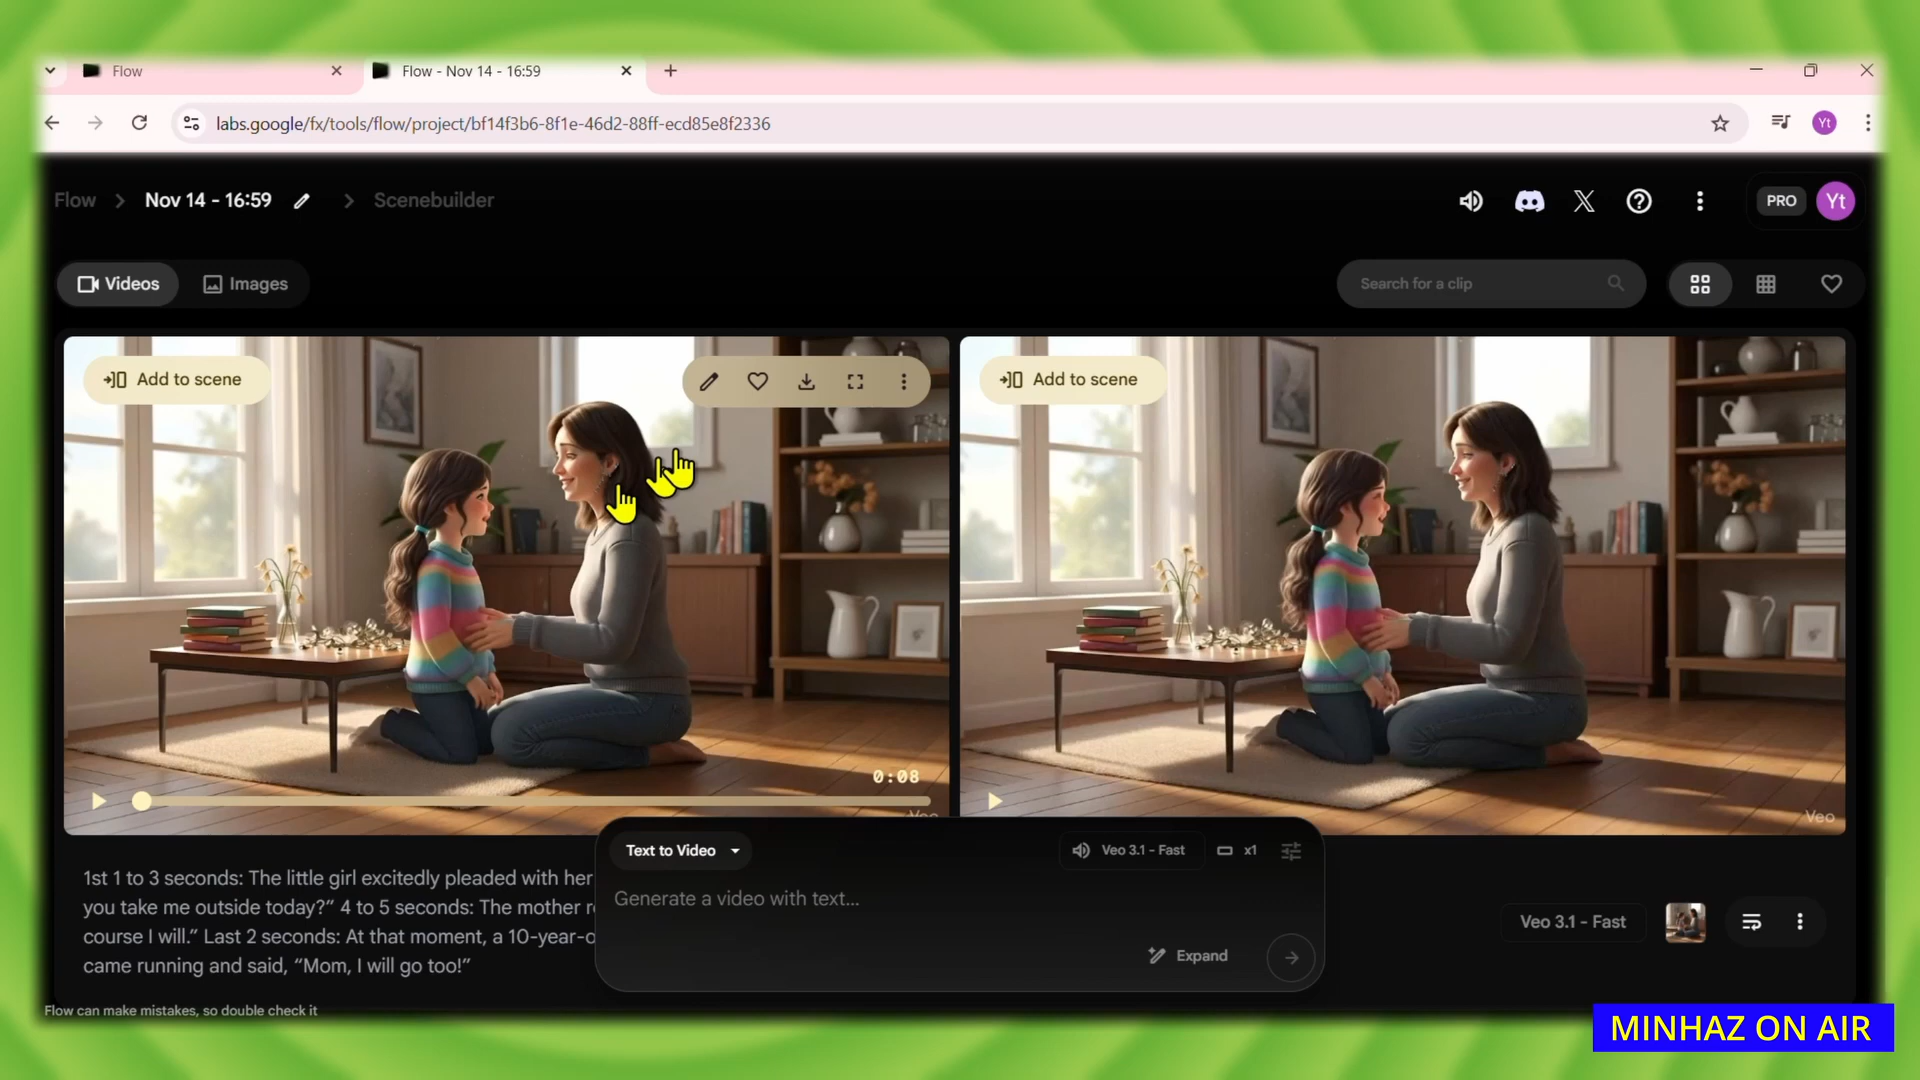 Flow
Flow - Nov 14 - 16:59
labs.google/fx/tools/flow/project/bf14f3b6-8f1e-46d2-88ff-ecd85e8f2336
Yt
Flow
Nov 14 - 16:59
Scenebuilder
PRO
Yt
Videos
Images
Search for a clip
Add to scene
Add to scene
0:08
Veo
Veo
Text to Video
Veo 3.1 - Fast
x1
Generate a video with text...
Expand
1st 1 to 3 seconds: The little girl excitedly pleaded with her
you take me outside today?” 4 to 5 seconds: The mother
course I will.” Last 2 seconds: At that moment, a 10-year-
came running and said, “Mom, I will go too!”
Veo 3.1 - Fast
Flow can make mistakes, so double check it
MINHAZ ON AIR